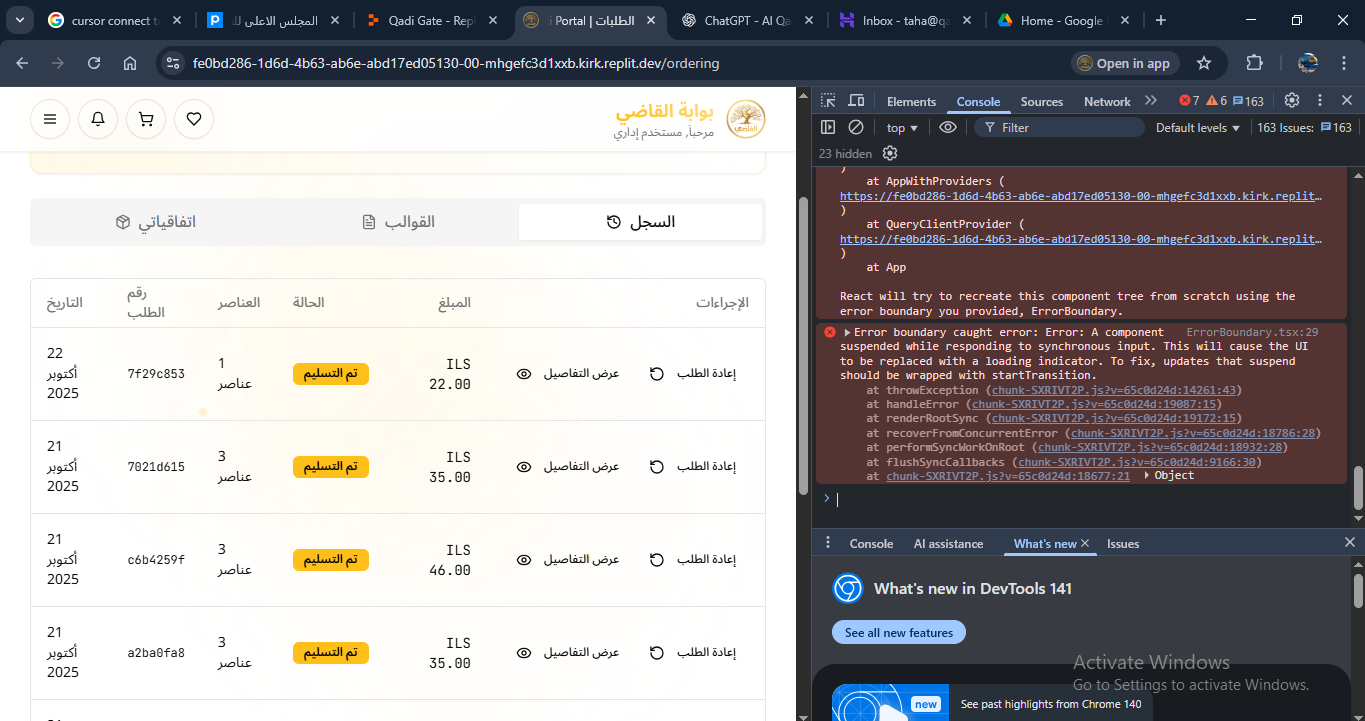 cursor connect t
المجلس الاعلى لل
Qadi Gate - Repl
الطلبات | Qadi Portal
ChatGPT - AI Qa
Inbox - taha@qa
Home - Google
fe0bd286-1d6d-4b63-ab6e-abd17ed05130-00-mhgefc3d1xxb.kirk.replit.dev/ordering
Open in app
بوابة القاضي
مرحباً, مستخدم إداري
السجل
القوالب
اتفاقياتي
التاريخ
رقم
الطلب
العناصر
الحالة
المبلغ
الإجراءات
22
أكتوبر
2025
7f29c853
1
عناصر
تم التسليم
ILS
22.00
عرض التفاصيل
إعادة الطلب
21
أكتوبر
2025
7021d615
3
عناصر
تم التسليم
ILS
35.00
عرض التفاصيل
إعادة الطلب
21
أكتوبر
2025
c6b4259f
3
عناصر
تم التسليم
ILS
46.00
عرض التفاصيل
إعادة الطلب
21
أكتوبر
2025
a2ba0fa8
3
عناصر
تم التسليم
ILS
35.00
عرض التفاصيل
إعادة الطلب
Elements
Console
Sources
Network
7
6
163
top
Filter
Default levels
163 Issues:
163
23 hidden
)
at AppWithProviders (
https://fe0bd286-1d6d-4b63-ab6e-abd17ed05130-00-mhgefc3d1xxb.kirk.replit…
)
at QueryClientProvider (
https://fe0bd286-1d6d-4b63-ab6e-abd17ed05130-00-mhgefc3d1xxb.kirk.replit…
)
at App
React will try to recreate this component tree from scratch using the
error boundary you provided, ErrorBoundary.
Error boundary caught error: Error: A component ErrorBoundary.tsx:29
suspended while responding to synchronous input. This will cause the UI
to be replaced with a loading indicator. To fix, updates that suspend
should be wrapped with startTransition.
at throwException (chunk-SXRIVT2P.js?v=65c0d24d:14261:43)
at handleError (chunk-SXRIVT2P.js?v=65c0d24d:19087:15)
at renderRootSync (chunk-SXRIVT2P.js?v=65c0d24d:19172:15)
at recoverFromConcurrentError (chunk-SXRIVT2P.js?v=65c0d24d:18786:28)
at performSyncWorkOnRoot (chunk-SXRIVT2P.js?v=65c0d24d:18932:28)
at flushSyncCallbacks (chunk-SXRIVT2P.js?v=65c0d24d:9166:30)
at chunk-SXRIVT2P.js?v=65c0d24d:18677:21 Object
Console
AI assistance
What's new
Issues
What's new in DevTools 141
See all new features
new
See past highlights from Chrome 140
Activate Windows
Go to Settings to activate Windows.